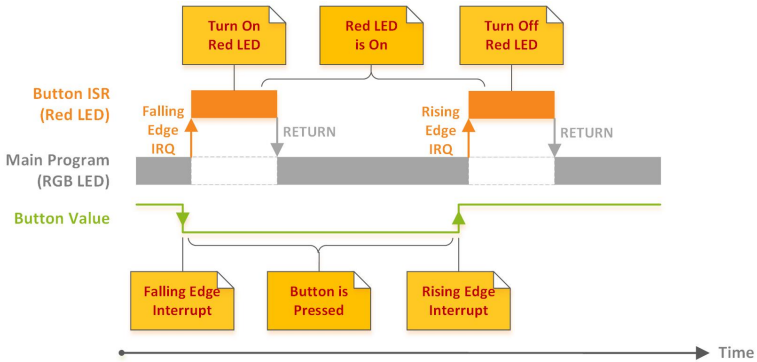 Turn On
Red LED
Red LED
is On
Turn Off
Red LED
Button ISR
(Red LED)
Falling
Edge
IRQ
RETURN
Rising
Edge
IRQ
RETURN
Main Program
(RGB LED)
Button Value
Falling Edge
Interrupt
Button is
Pressed
Rising Edge
Interrupt
Time